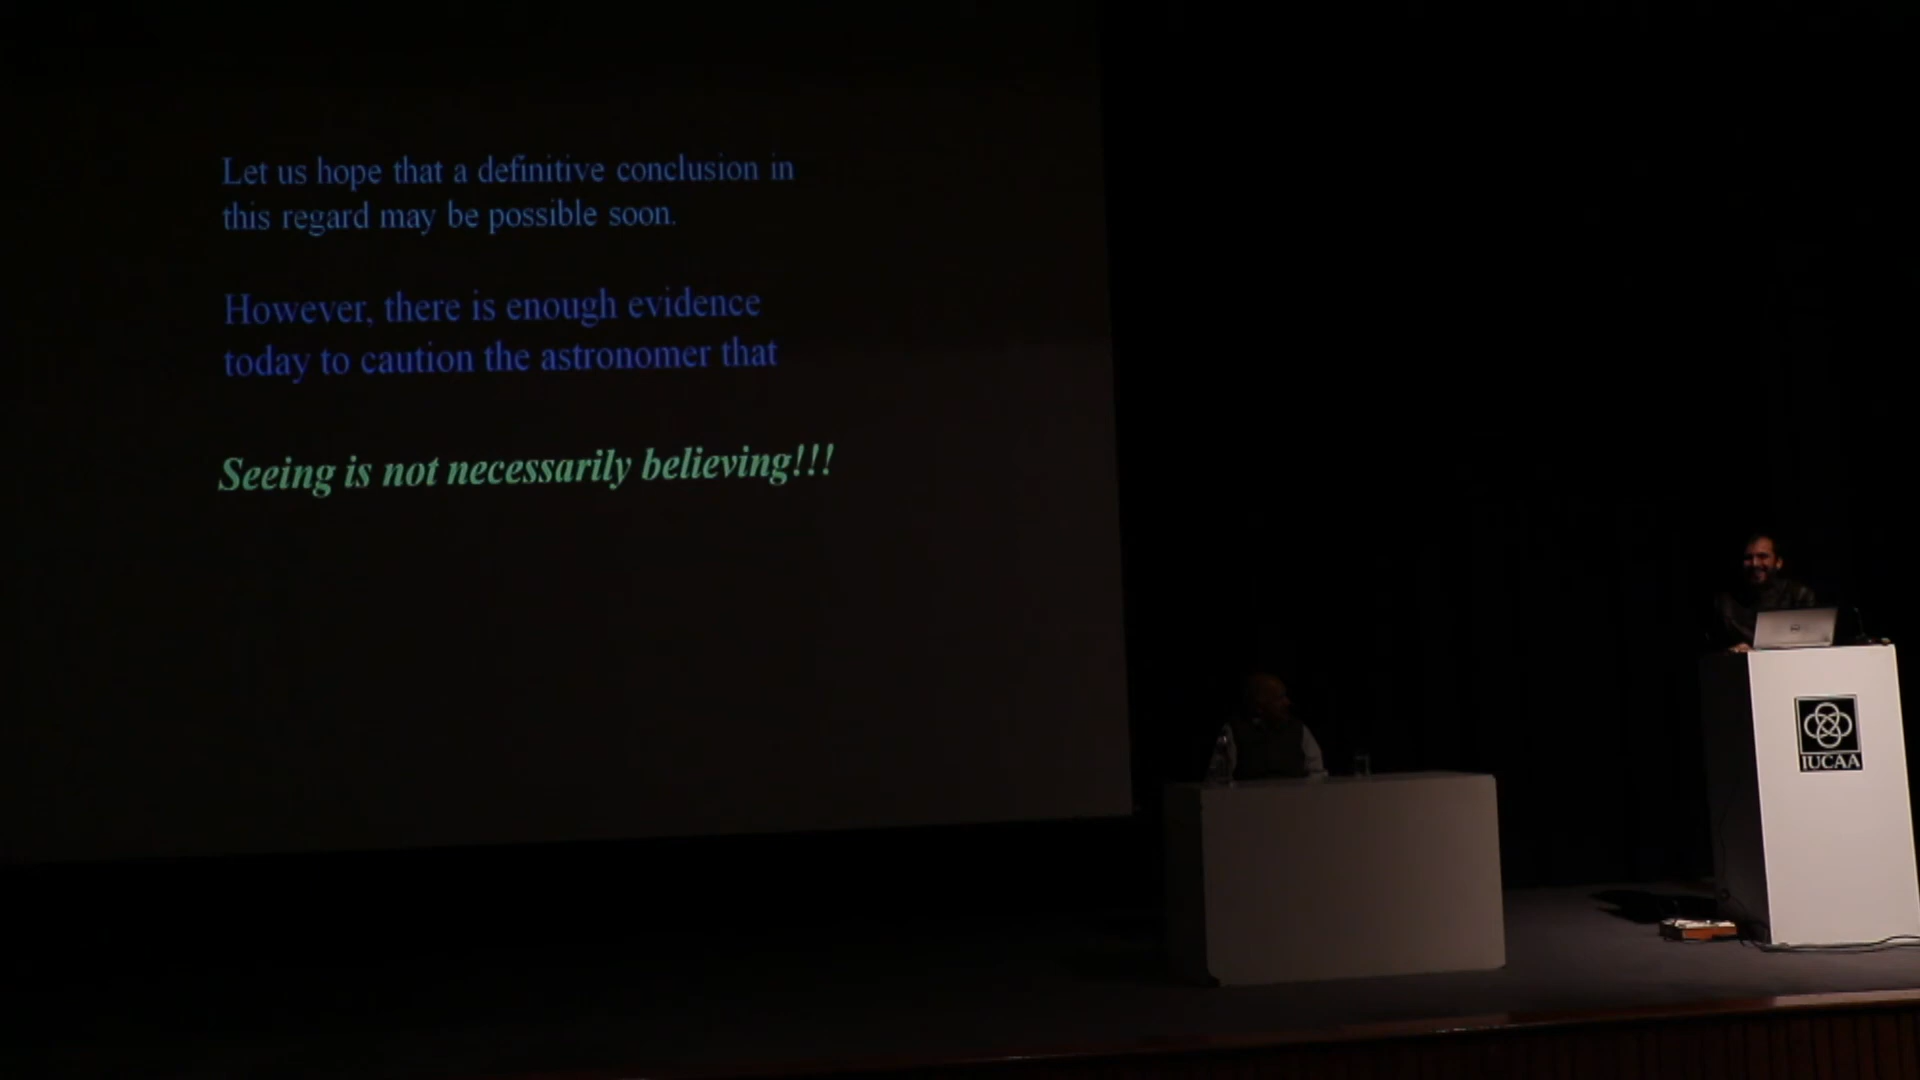 Let us hope that a definitive conclusion in
this regard may be possible soon.
However, there is enough evidence
today to caution the astronomer that
Seeing is not necessarily believing!!!
IUCAA